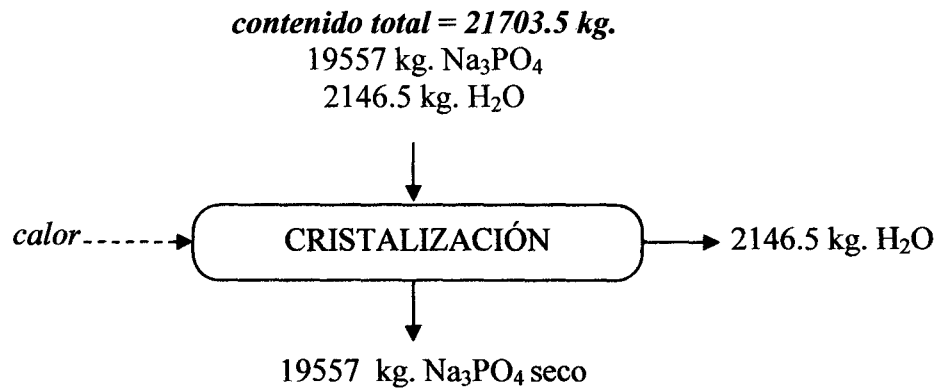 contenido total = 21703.5 kg.
19557 kg. Na₃PO₄
2146.5 kg. H₂O
calor
CRISTALIZACIÓN
2146.5 kg. H₂O
19557 kg. Na₃PO₄ seco